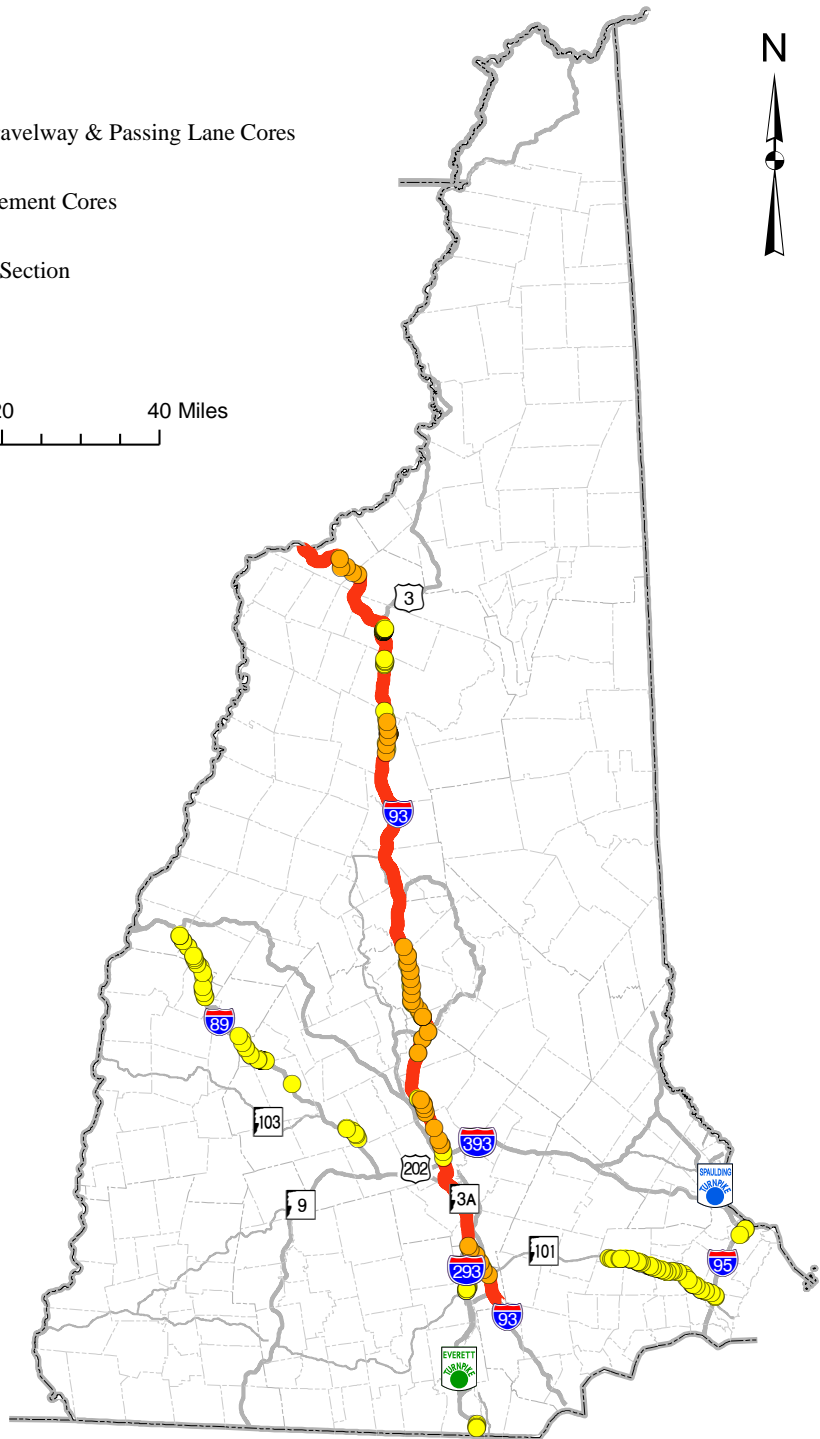 N
avelway & Passing Lane Cores
ement Cores
Section
20 40 Miles
3
93
89
103
393
202
SPAULDING
TURNPIKE
9
3A
101
95
293
93
EVERETT
TURNPIKE